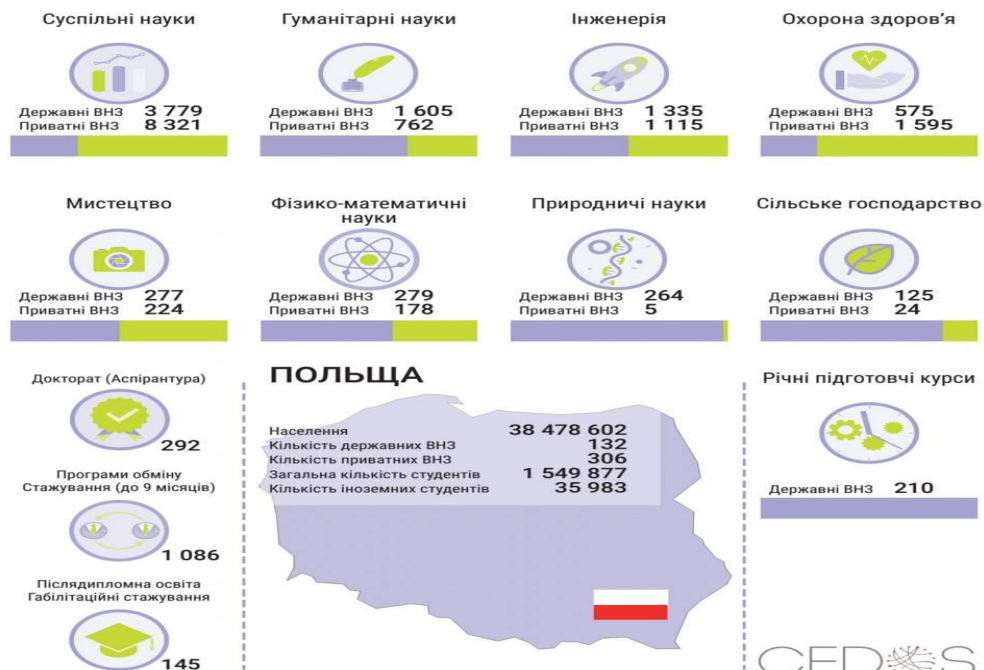 Суспільні науки
Державні ВНЗ 3 779
Приватні ВНЗ 8 321
Гуманітарні науки
Державні ВНЗ 1 605
Приватні ВНЗ 762
Інженерія
Державні ВНЗ 1 335
Приватні ВНЗ 1 115
Охорона здоров’я
Державні ВНЗ 575
Приватні ВНЗ 1 595
Мистецтво
Державні ВНЗ 277
Приватні ВНЗ 224
Фізико-математичні
науки
Державні ВНЗ 279
Приватні ВНЗ 178
Природничі науки
Державні ВНЗ 264
Приватні ВНЗ 5
Сільське господарство
Державні ВНЗ 125
Приватні ВНЗ 24
Докторат (Аспірантура)
292
Програми обміну
Стажування (до 9 місяців)
1 086
Післядипломна освіта
Габілітаційні стажування
145
ПОЛЬЩА
Населення 38 478 602
Кількість державних ВНЗ 132
Кількість приватних ВНЗ 306
Загальна кількість студентів 1 549 877
Кількість іноземних студентів 35 983
Річні підготовчі курси
Державні ВНЗ 210
CEDOS